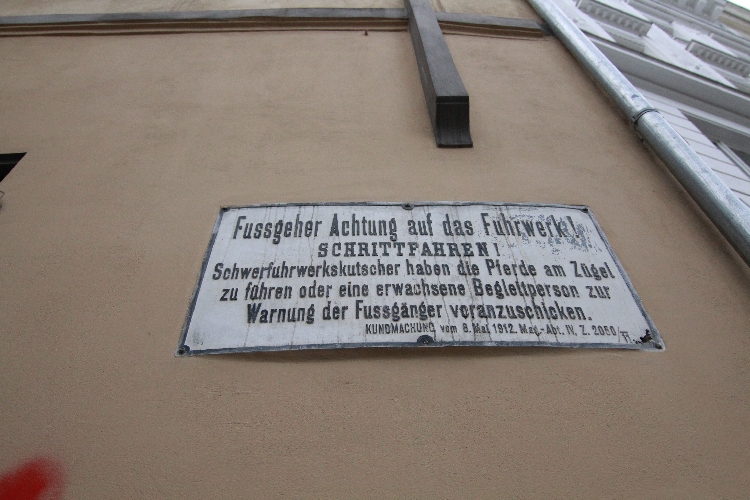 Fussgeher Achtung auf das Fuhrwerk!
SCHRITTFAHREN!
Schwerfuhrwerkskutscher haben die Pferde am Zügel
zu führen oder eine erwachsene Begleitperson zur
Warnung der Fussgänger voranzuschicken.
KUNDMACHUNG vom 8. Mai 1912. Mag.-Abt. IV. Z. 2080/